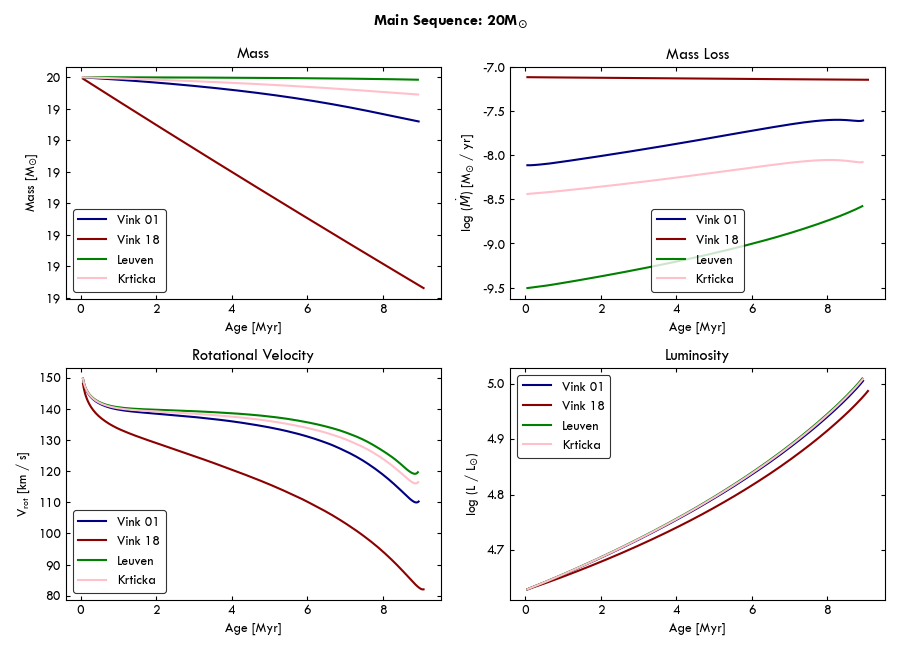 Main Sequence: 20M⊙
Mass
Mass [M⊙]
20
19
19
19
19
19
19
19
Vink 01
Vink 18
Leuven
Krticka
0 2 4 6 8
Age [Myr]
Mass Loss
log (Ṁ) [M⊙ / yr]
-7.0
-7.5
-8.0
-8.5
-9.0
-9.5
Vink 01
Vink 18
Leuven
Krticka
0 2 4 6 8
Age [Myr]
Rotational Velocity
Vrot [km / s]
150
140
130
120
110
100
90
80
Vink 01
Vink 18
Leuven
Krticka
0 2 4 6 8
Age [Myr]
Luminosity
log (L / L⊙)
5.0
4.9
4.8
4.7
Vink 01
Vink 18
Leuven
Krticka
0 2 4 6 8
Age [Myr]